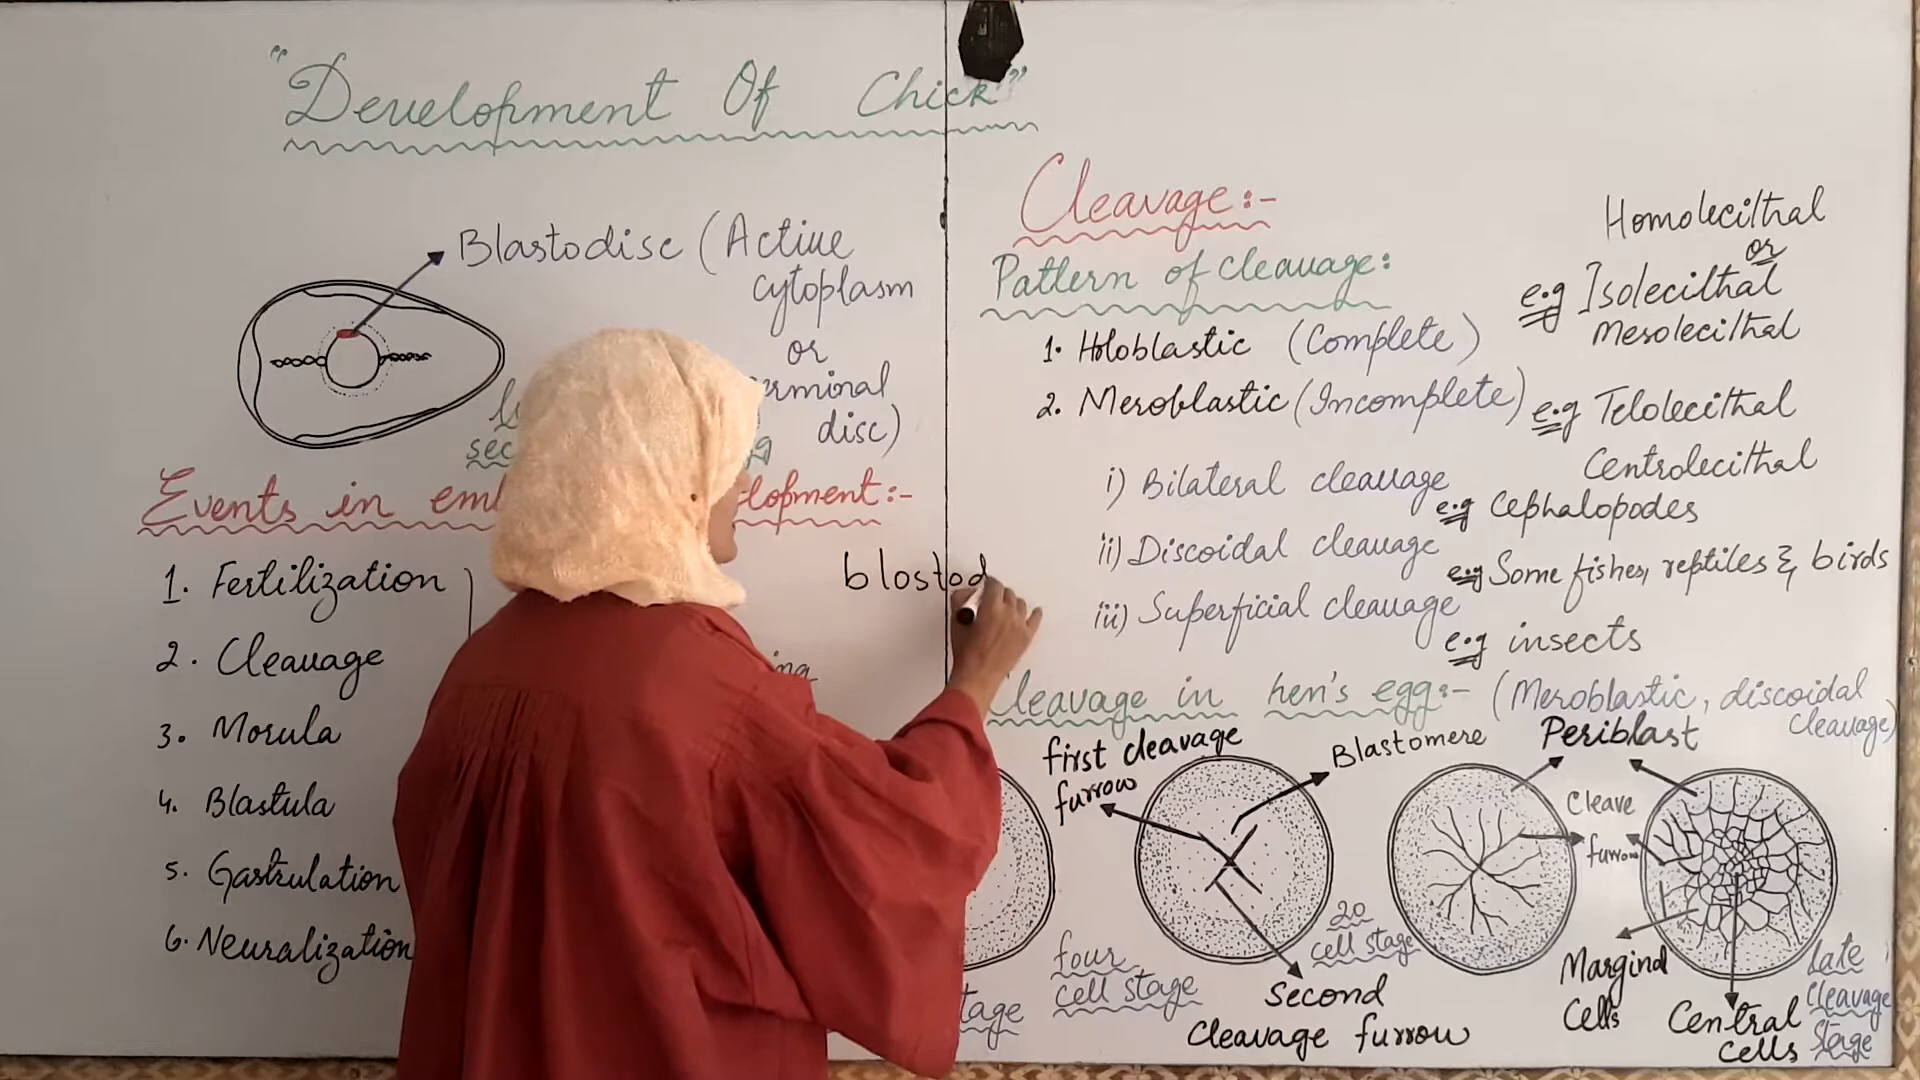 "Development Of Chick"
Blastodisc (Active
cytoplasm
or
disc)
Events in
1. Fertilization
2. Cleavage
3. Morula
4. Blastula
5. Gastrulation
6. Neuralization
blostod
Cleavage:-
Pattern of cleavage:
1. Holoblastic (Complete)
Homolecilthal
or
e.g Isolecilthal
Mesolecilthal
2. Meroblastic (Incomplete) e.g Telolecithal
Centrolecithal
i) Bilateral cleavage
e.g Cephalopodes
ii) Discoidal cleavage
e.g Some fishes, reptiles & birds
iii) Superficial cleavage
e.g insects
Cleavage in hen's egg:- (Meroblastic, discoidal
cleavage)
first cleavage
furrow
Blastomere
Periblast
Cleave
furrow
four
cell stage
Second
Cleavage furrow
20
cell stage
Marginal
Cells
Central
Cells
Late
Cleavage
Stage